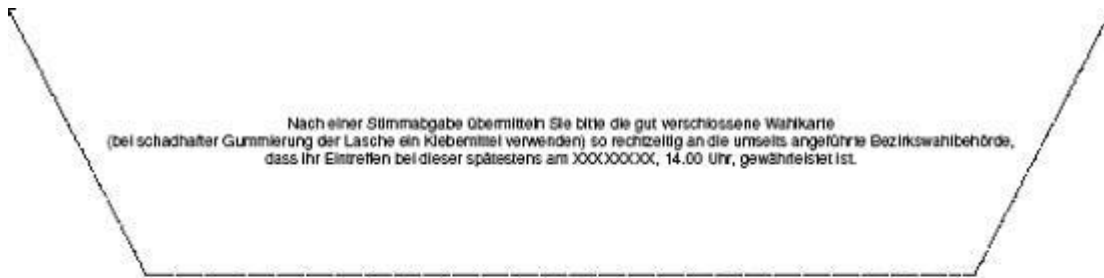 Nach einer Stimmabgabe übermitteln Sie bitte die gut verschlossene Wahlkarte
(bei schadhafter Gummierung der Lasche ein Klebemittel verwenden) so rechtzeitig an die umseits angeführte Bezirkswahlbehörde,
dass ihr Eintreffen bei dieser spätestens am XXXXXXXXX, 14.00 Uhr, gewährleistet ist.